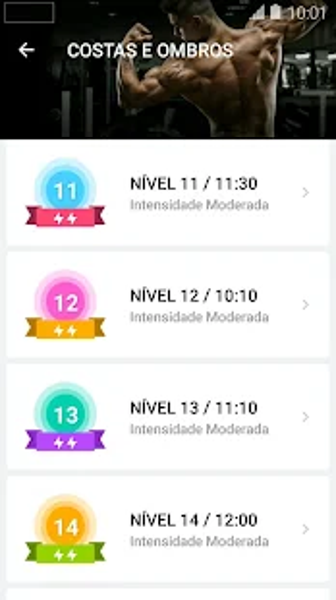 10:01
COSTAS E OMBROS
11
NÍVEL 11 / 11:30
Intensidade Moderada
12
NÍVEL 12 / 10:10
Intensidade Moderada
13
NÍVEL 13 / 11:10
Intensidade Moderada
14
NÍVEL 14 / 12:00
Intensidade Moderada